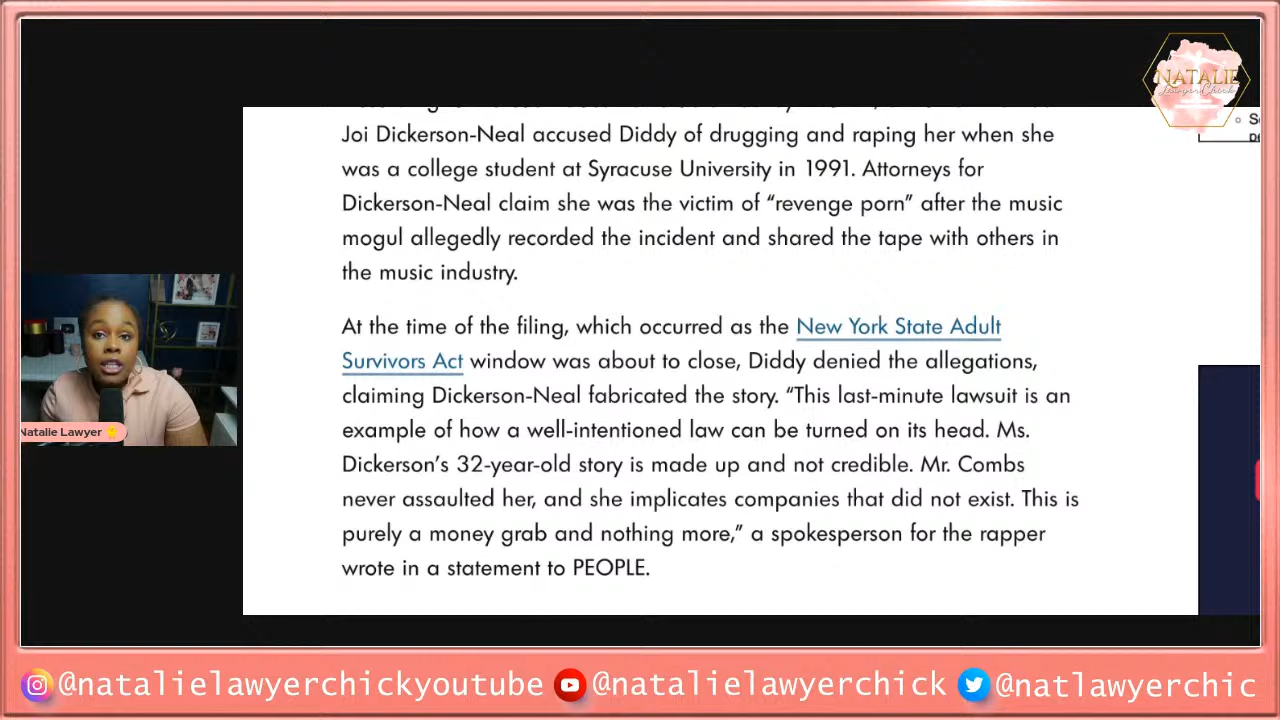 NATALIE
LawyerChick
Joi Dickerson-Neal accused Diddy of drugging and raping her when she
was a college student at Syracuse University in 1991. Attorneys for
Dickerson-Neal claim she was the victim of “revenge porn” after the music
mogul allegedly recorded the incident and shared the tape with others in
the music industry.
At the time of the filing, which occurred as the New York State Adult
Survivors Act window was about to close, Diddy denied the allegations,
claiming Dickerson-Neal fabricated the story. “This last-minute lawsuit is an
example of how a well-intentioned law can be turned on its head. Ms.
Dickerson’s 32-year-old story is made up and not credible. Mr. Combs
never assaulted her, and she implicates companies that did not exist. This is
purely a money grab and nothing more,” a spokesperson for the rapper
wrote in a statement to PEOPLE.
Natalie Lawyer
@natalielawyerchickyoutube
@natalielawyerchick
@natlawyerchic